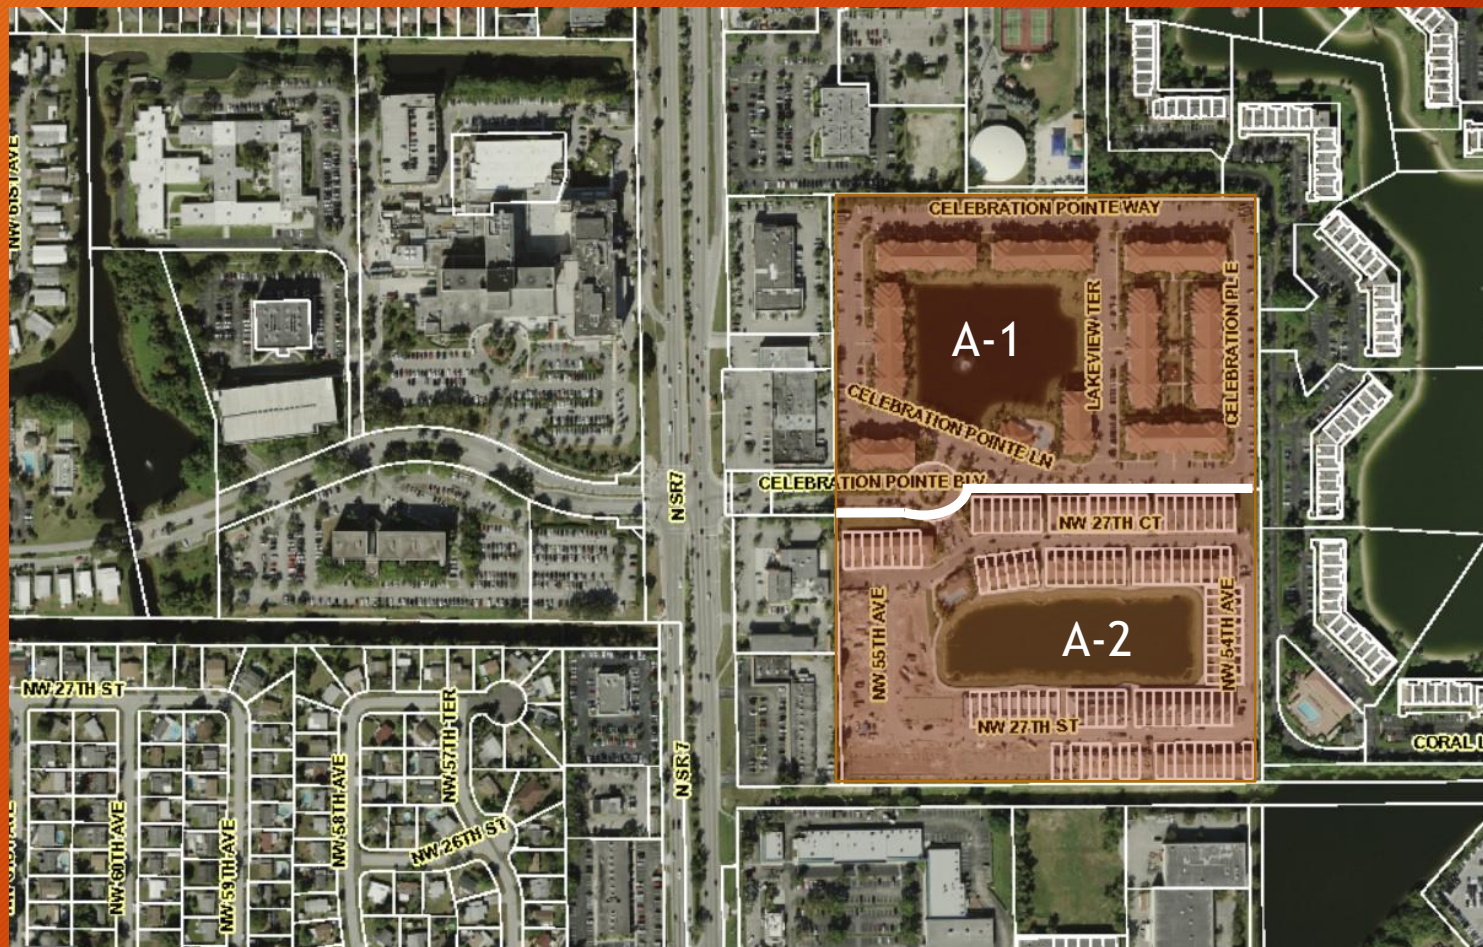 NW 61ST AVE
CELEBRATION POINTE WAY
LAKEVIEW TER
CELEBRATION PL E
A-1
CELEBRATION POINTE LN
CELEBRATION POINTE BLV
N SR7
NW 27TH CT
NW 55TH AVE
NW 54TH AVE
A-2
NW 27TH ST
NW 27TH ST
NW 57TH TER
CORAL L
N SR7
NW 58TH AVE
NW 60TH AVE
NW 59TH AVE
NW 26TH ST